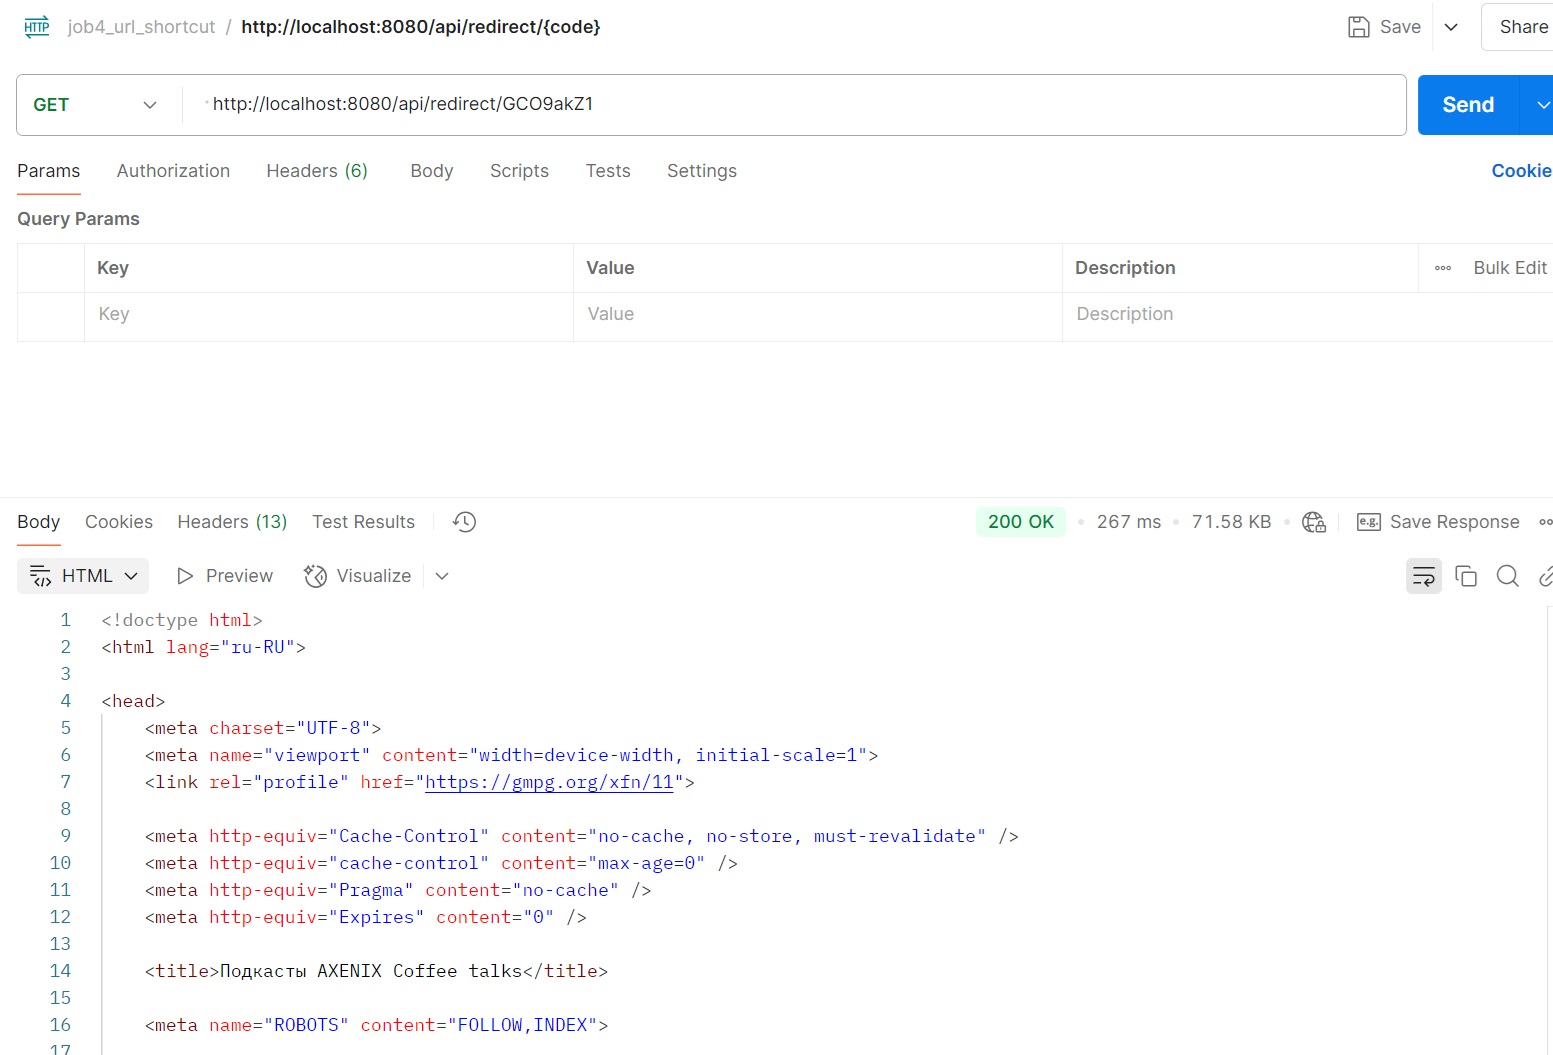 HTTP job4_url_shortcut / http://localhost:8080/api/redirect/{code} Save Share
GET http://localhost:8080/api/redirect/GCO9akZ1 Send
Params Authorization Headers (6) Body Scripts Tests Settings Cookie
Query Params
Key Value Description Bulk Edit
Key Value Description
Body Cookies Headers (13) Test Results 200 OK 267 ms 71.58 KB e.g. Save Response
HTML Preview Visualize
1 <!doctype html>
2 <html lang="ru-RU">
3
4 <head>
5 <meta charset="UTF-8">
6 <meta name="viewport" content="width=device-width, initial-scale=1">
7 <link rel="profile" href="https://gmpg.org/xfn/11">
8
9 <meta http-equiv="Cache-Control" content="no-cache, no-store, must-revalidate" />
10 <meta http-equiv="cache-control" content="max-age=0" />
11 <meta http-equiv="Pragma" content="no-cache" />
12 <meta http-equiv="Expires" content="0" />
13
14 <title>Подкасты AXENIX Coffee talks</title>
15
16 <meta name="ROBOTS" content="FOLLOW,INDEX">
17